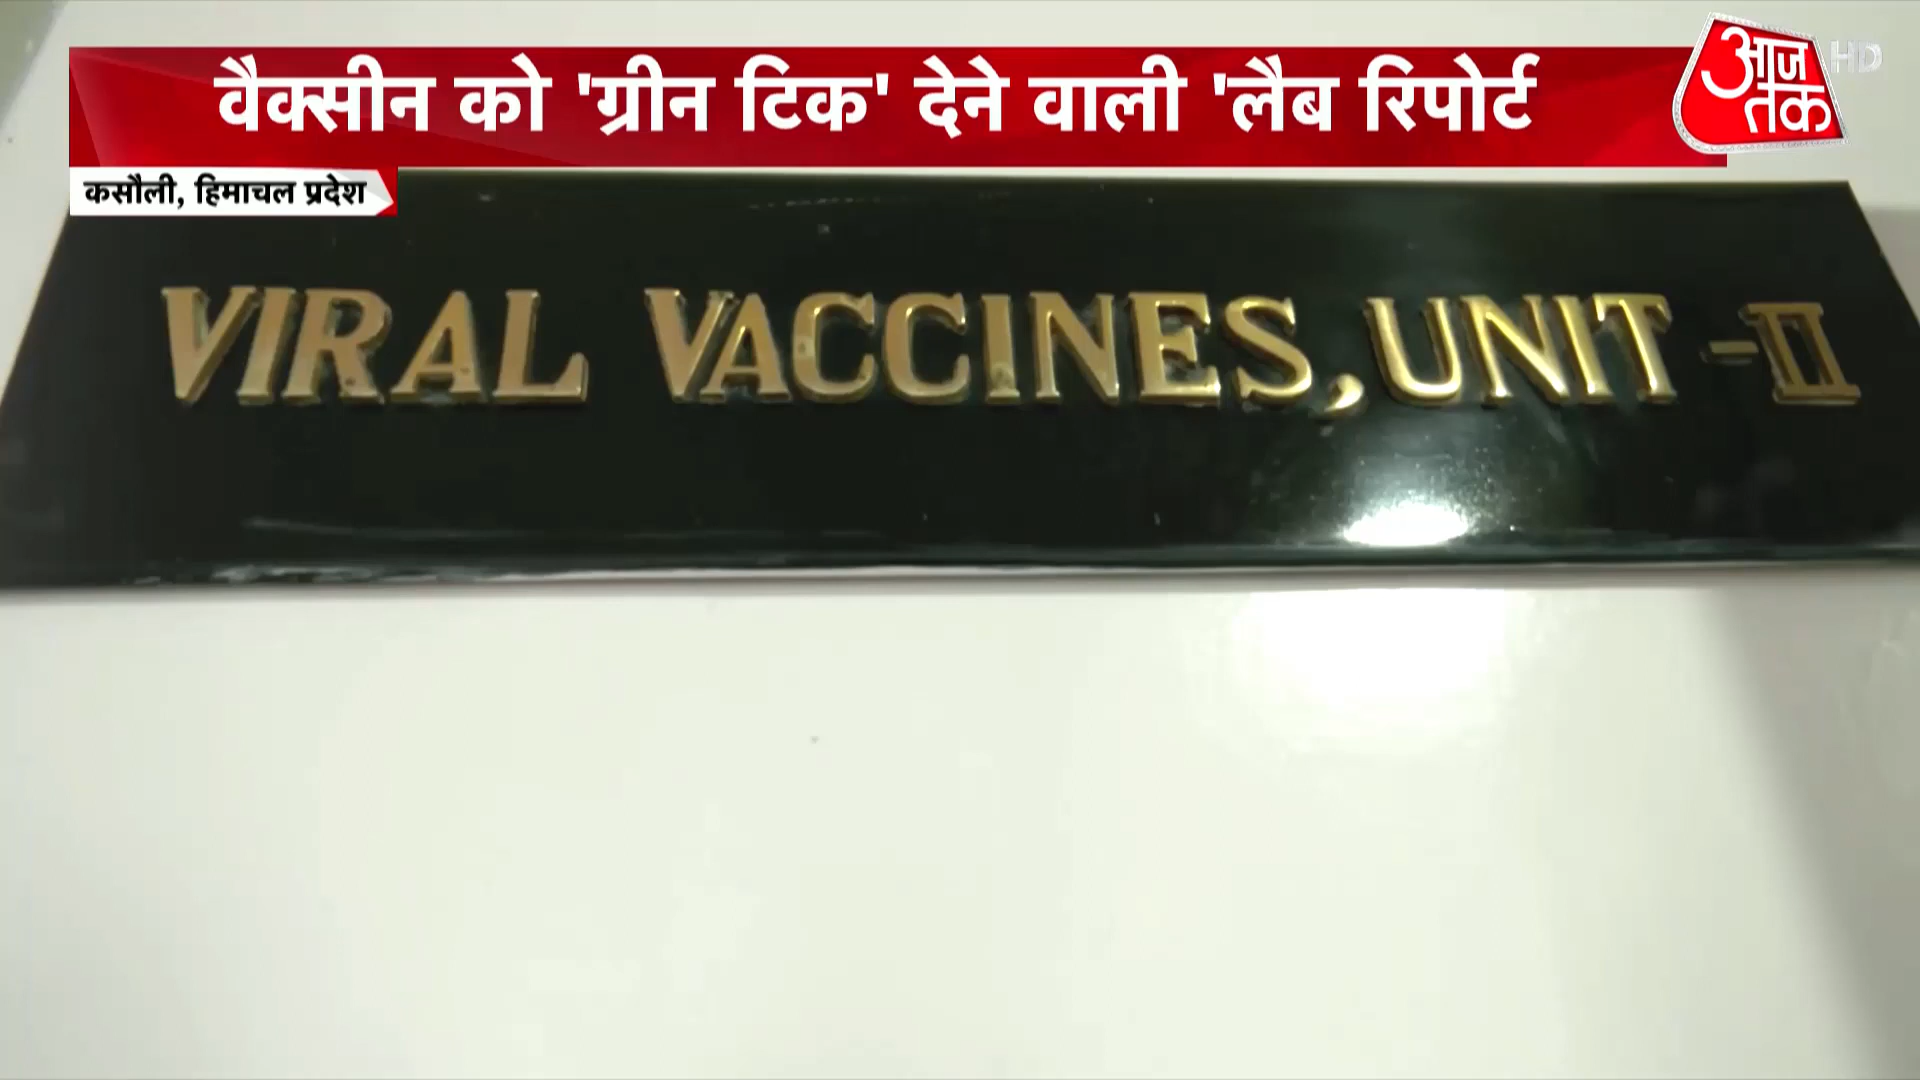 वैक्सीन को 'ग्रीन टिक' देने वाली 'लैब रिपोर्ट
आज
तक
HD
कसौली, हिमाचल प्रदेश
VIRAL VACCINES, UNIT -II